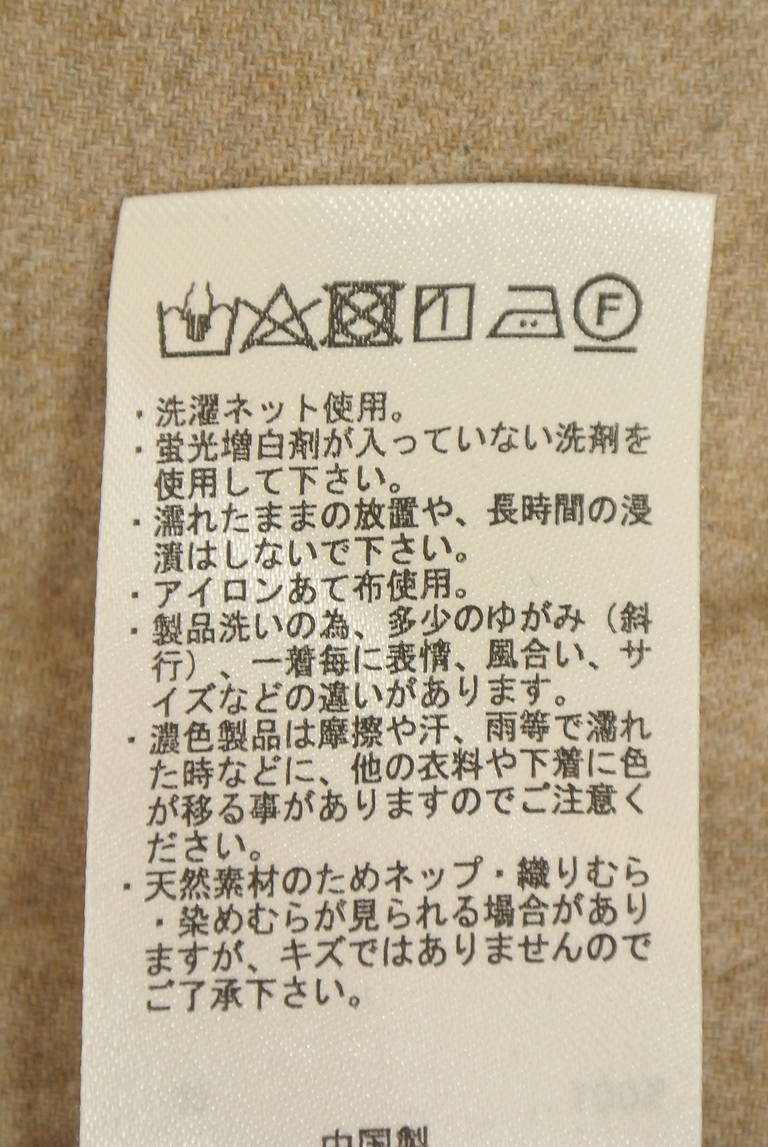 F
・洗濯ネット使用。
・蛍光増白剤が入っていない洗剤を
使用して下さい。
・濡れたままの放置や、長時間の浸
漬はしないで下さい。
・アイロンあて布使用。
・製品洗いの為、多少のゆがみ（斜
行）、一着毎に表情、風合い、サ
イズなどの違いがあります。
・濃色製品は摩擦や汗、雨等で濡れ
た時などに、他の衣料や下着に色
が移る事がありますのでご注意く
ださい。
・天然素材のためネップ・織りむら
・染めむらが見られる場合があり
ますが、キズではありませんので
ご了承下さい。
中国製